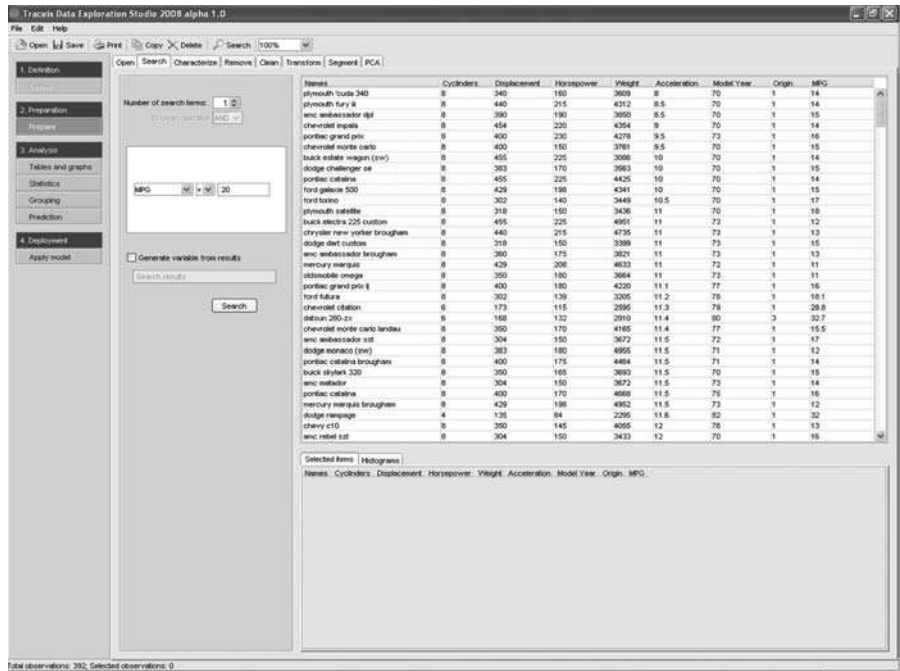 Traceis Data Exploration Studio 2008 alpha 1.0
File Edit Help
Open Save Print Copy Delete Search 100%
Open Search Characterize Remove Clean Transform Segment PCA
1. Definition
2. Preparation
Prepare
3. Analysis
Tables and graphs
Statistics
Grouping
Prediction
4. Deployment
Apply model
Number of search terms: 1
Boolean operator AND
MPG = 20
Generate variable from results
Search results
Search
Names Cyclinders Displacement Horsepower Weight Acceleration Model Year Origin MPG
plymouth 'cuda 340 8 340 160 3609 8 70 1 14
plymouth fury iii 8 440 215 4312 8.5 70 1 14
amc ambassador dpl 8 390 190 3850 8.5 70 1 15
chevrolet impala 8 454 220 4354 9 70 1 14
pontiac grand prix 8 400 230 4278 9.5 73 1 16
chevrolet monte carlo 8 400 150 3761 9.5 70 1 15
buick estate wagon (sw) 8 455 225 3086 10 70 1 14
dodge challenger se 8 383 170 3563 10 70 1 15
pontiac catalina 8 455 225 4425 10 70 1 14
ford galaxie 500 8 429 198 4341 10 70 1 15
ford torino 8 302 140 3449 10.5 70 1 17
plymouth satellite 8 318 150 3436 11 70 1 18
buick electra 225 custom 8 455 225 4951 11 73 1 12
chrysler new yorker brougham 8 440 215 4735 11 73 1 13
dodge dart custom 8 318 150 3399 11 73 1 15
amc ambassador brougham 8 360 175 3821 11 73 1 13
mercury marquis 8 429 208 4633 11 72 1 11
oldsmobile omega 8 350 180 3664 11 73 1 11
pontiac grand prix lj 8 400 180 4220 11.1 77 1 16
ford futura 8 302 139 3205 11.2 78 1 18.1
chevrolet citation 6 173 115 2595 11.3 79 1 28.8
datsun 280-zx 6 168 132 2910 11.4 80 3 32.7
chevrolet monte carlo landau 8 350 170 4165 11.4 77 1 15.5
amc ambassador sst 8 304 150 3672 11.5 72 1 17
dodge monaco (sw) 8 383 180 4955 11.5 71 1 12
pontiac catalina brougham 8 400 175 4464 11.5 71 1 14
buick skylark 320 8 350 165 3693 11.5 70 1 15
amc matador 8 304 150 3672 11.5 73 1 14
pontiac catalina 8 400 170 4668 11.5 75 1 16
mercury marquis brougham 8 429 198 4952 11.5 73 1 12
dodge rampage 4 135 84 2295 11.6 82 1 32
chevy c10 8 350 145 4055 12 76 1 13
amc rebel sst 8 304 150 3433 12 70 1 16
Selected Items Histograms
Names Cyclinders Displacement Horsepower Weight Acceleration Model Year Origin MPG
Total observations: 392; Selected observations: 0